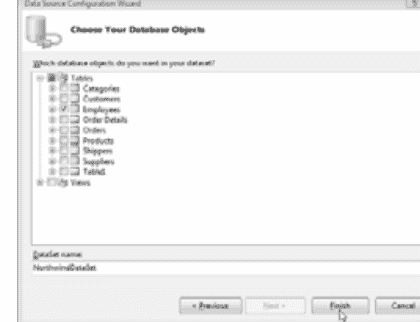 Data Source Configuration Wizard
Choose Your Database Objects
Which database objects do you want in your dataset?
Tables
Categories
Customers
Employees
Order Details
Orders
Products
Shippers
Suppliers
Table1
Views
DataSet name:
NorthwindDataSet
< Previous
Next >
Finish
Cancel